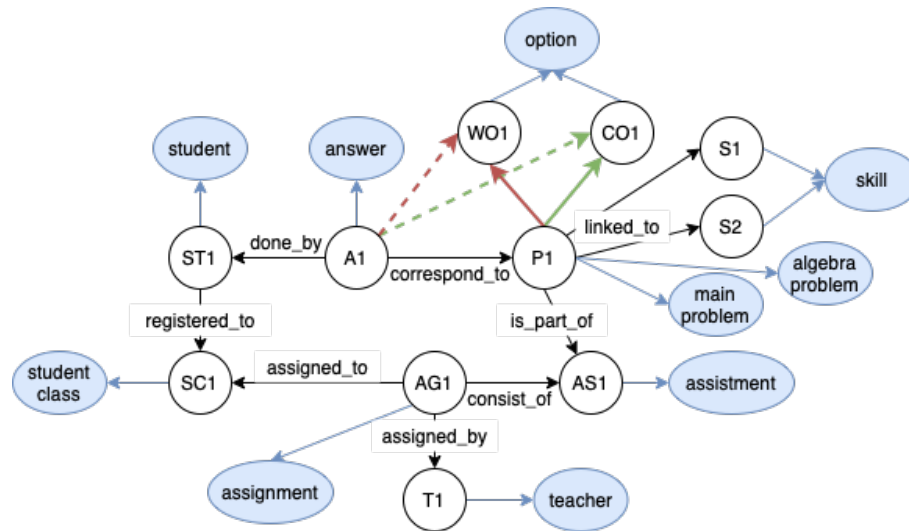 option
WO1
CO1
student
answer
S1
skill
S2
linked_to
ST1
done_by
A1
correspond_to
P1
algebra
problem
main
problem
registered_to
is_part_of
student
class
SC1
assigned_to
AG1
consist_of
AS1
assistment
assigned_by
assignment
T1
teacher